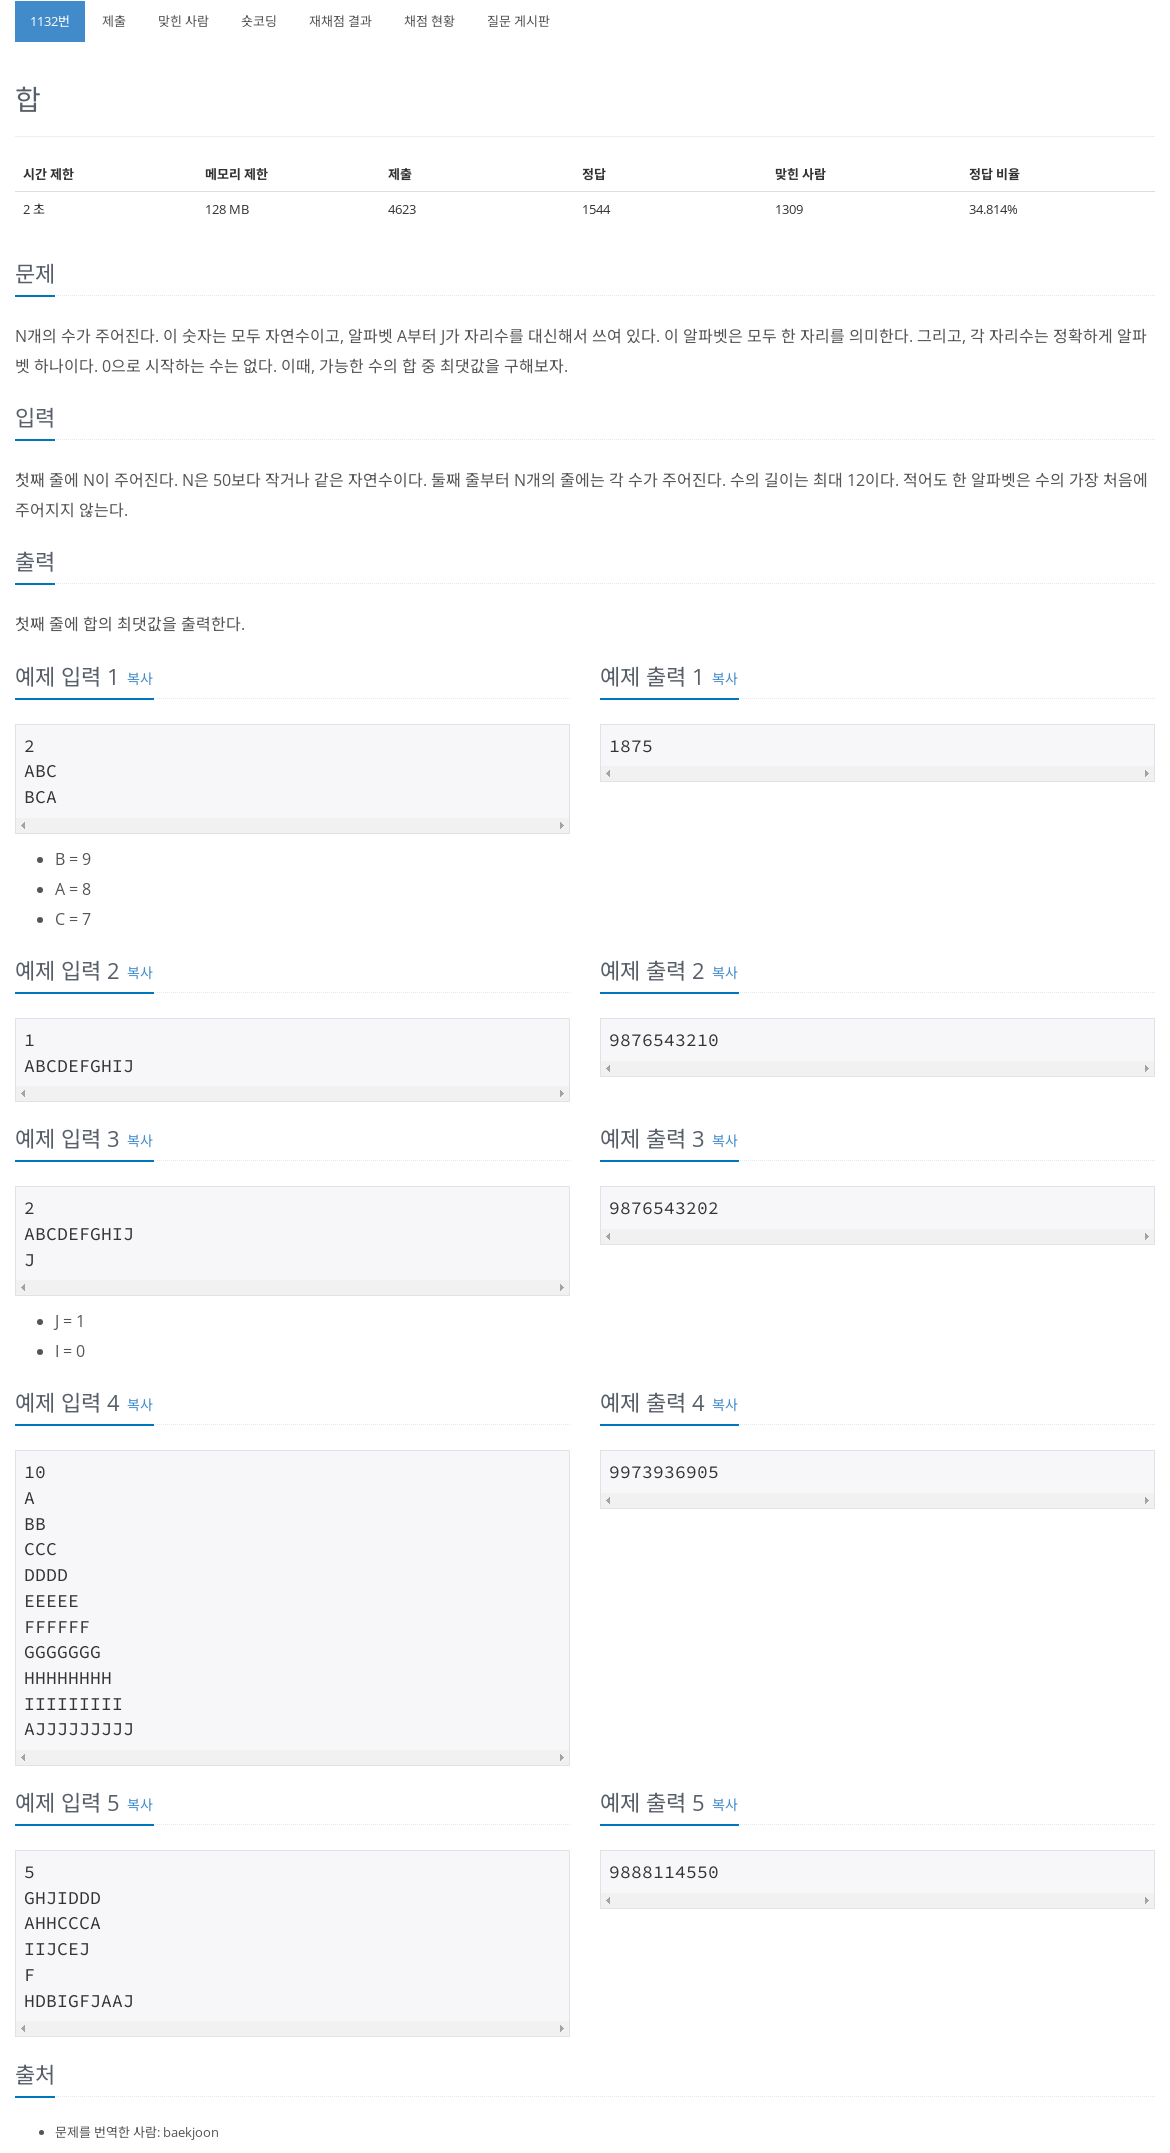 1132번 제출 맞힌 사람 숏코딩 재채점 결과 채점 현황 질문 게시판
합
시간 제한 메모리 제한 제출 정답 맞힌 사람 정답 비율
2 초 128 MB 4623 1544 1309 34.814%
문제
N개의 수가 주어진다. 이 숫자는 모두 자연수이고, 알파벳 A부터 J가 자리수를 대신해서 쓰여 있다. 이 알파벳은 모두 한 자리를 의미한다. 그리고, 각 자리수는 정확하게 알파
벳 하나이다. 0으로 시작하는 수는 없다. 이때, 가능한 수의 합 중 최댓값을 구해보자.
입력
첫째 줄에 N이 주어진다. N은 50보다 작거나 같은 자연수이다. 둘째 줄부터 N개의 줄에는 각 수가 주어진다. 수의 길이는 최대 12이다. 적어도 한 알파벳은 수의 가장 처음에
주어지지 않는다.
출력
첫째 줄에 합의 최댓값을 출력한다.
예제 입력 1 복사
2
ABC
BCA
예제 출력 1 복사
1875
B = 9
A = 8
C = 7
예제 입력 2 복사
1
ABCDEFGHIJ
예제 출력 2 복사
9876543210
예제 입력 3 복사
2
ABCDEFGHIJ
J
예제 출력 3 복사
9876543202
J = 1
I = 0
예제 입력 4 복사
10
A
BB
CCC
DDDD
EEEEE
FFFFFF
GGGGGGG
HHHHHHHH
IIIIIIIII
AJJJJJJJJJ
예제 출력 4 복사
9973936905
예제 입력 5 복사
5
GHJIDDD
AHHCCCA
IIJCEJ
F
HDBIGFJAAJ
예제 출력 5 복사
9888114550
출처
문제를 번역한 사람: baekjoon